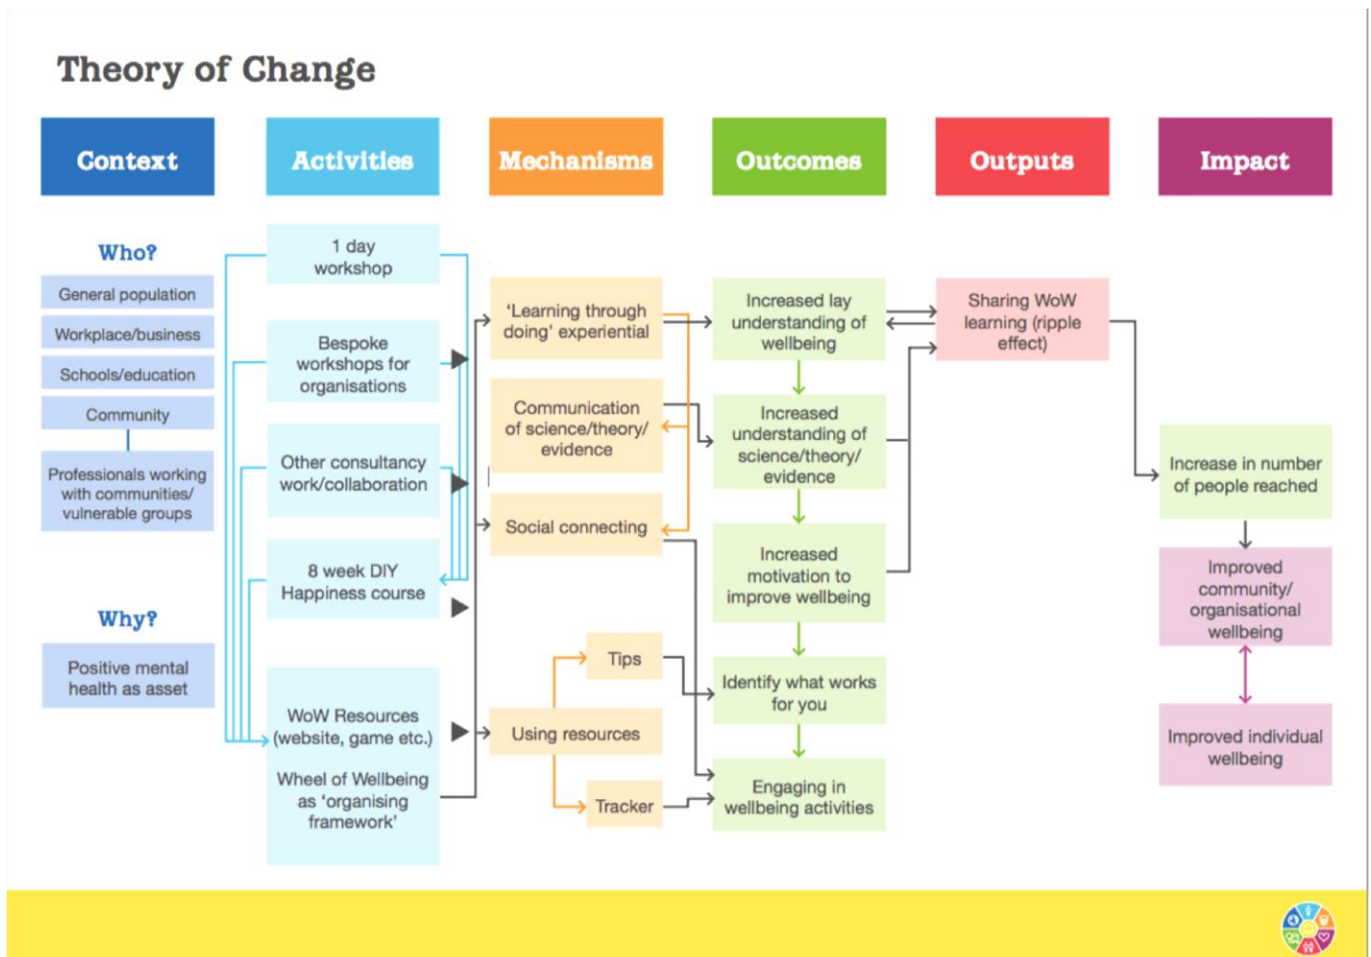 Theory of Change
Context
Activities
Mechanisms
Outcomes
Outputs
Impact
Who?
General population
Workplace/business
Schools/education
Community
Professionals working
with communities/
vulnerable groups
Why?
Positive mental
health as asset
1 day
workshop
Bespoke
workshops for
organisations
Other consultancy
work/collaboration
8 week DIY
Happiness course
WoW Resources
(website, game etc.)
Wheel of Wellbeing
as ‘organising
framework’
‘Learning through
doing’ experiential
Communication
of science/theory/
evidence
Social connecting
Tips
Using resources
Tracker
Increased lay
understanding of
wellbeing
Increased
understanding of
science/theory/
evidence
Increased
motivation to
improve wellbeing
Identify what works
for you
Engaging in
wellbeing activities
Sharing WoW
learning (ripple
effect)
Increase in number
of people reached
Improved
community/
organisational
wellbeing
Improved individual
wellbeing